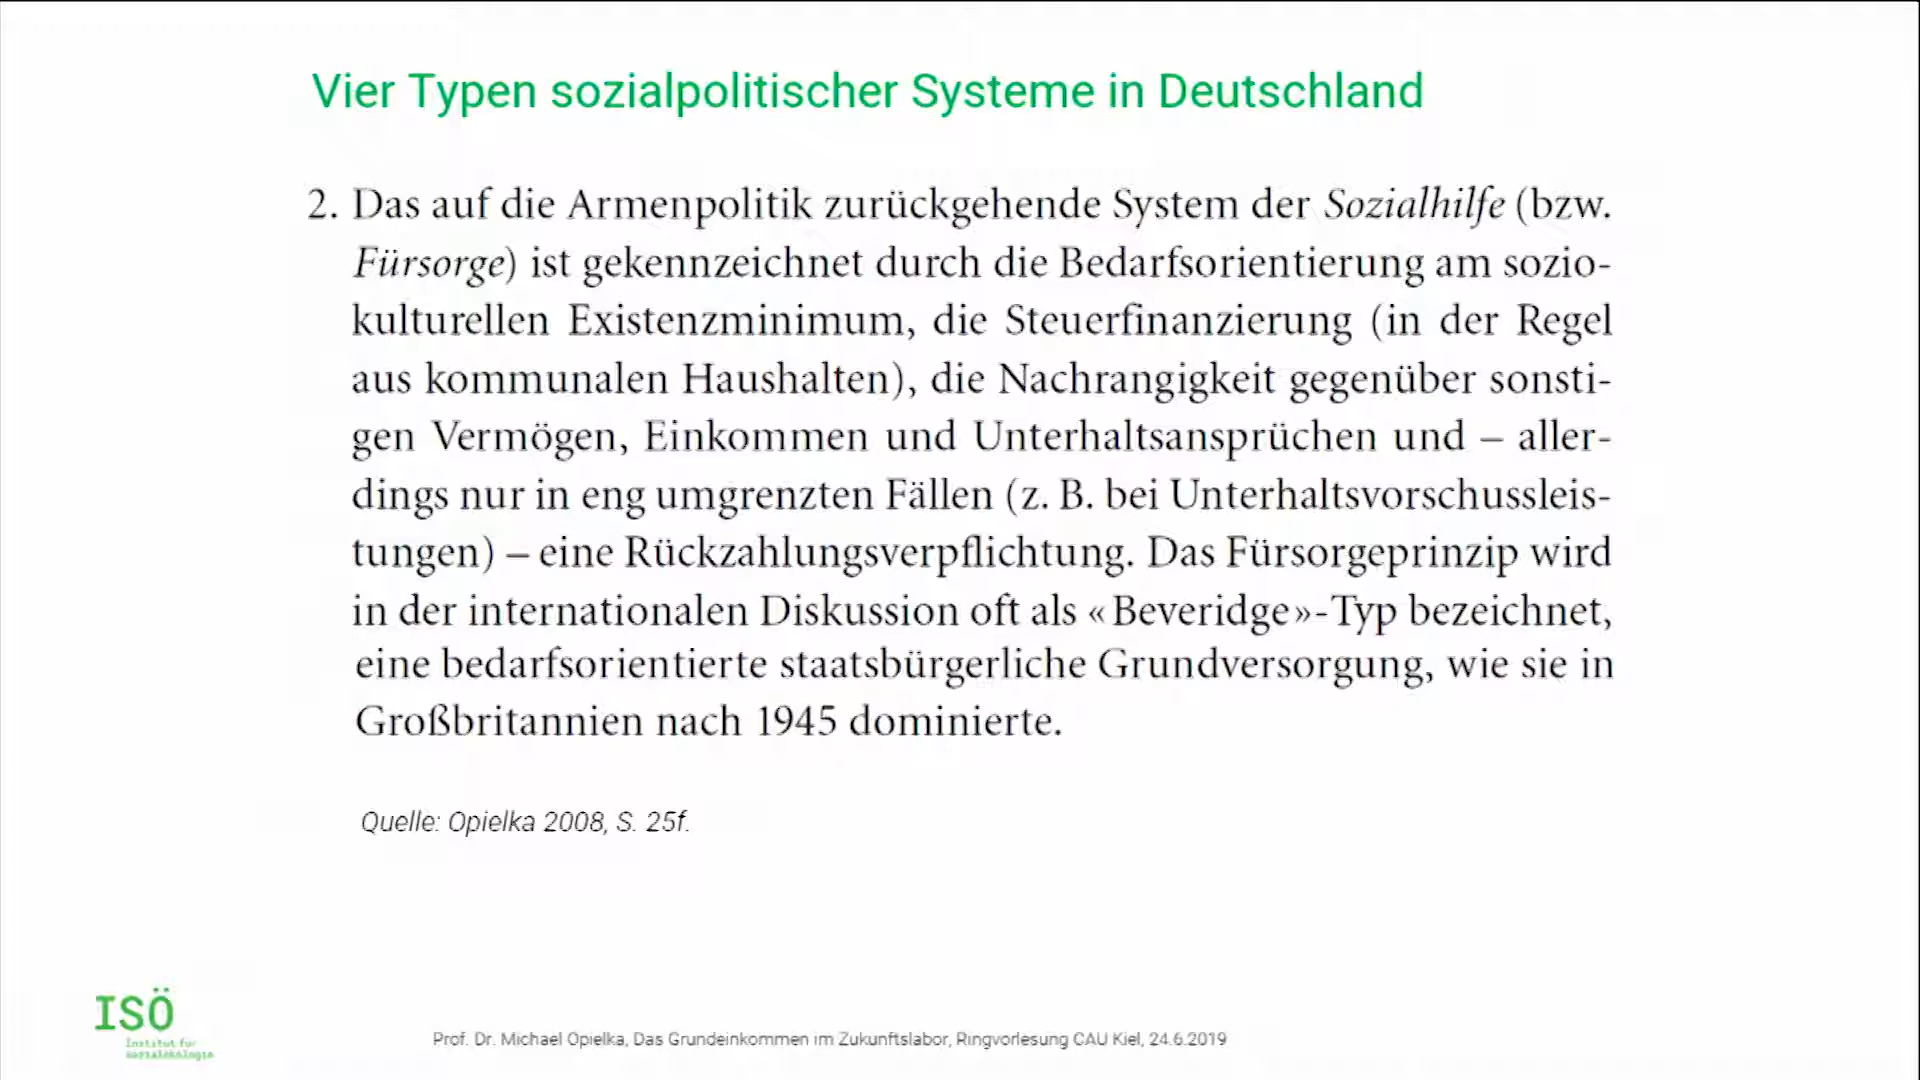 Vier Typen sozialpolitischer Systeme in Deutschland
2. Das auf die Armenpolitik zurückgehende System der Sozialhilfe (bzw.
Fürsorge) ist gekennzeichnet durch die Bedarfsorientierung am sozio-
kulturellen Existenzminimum, die Steuerfinanzierung (in der Regel
aus kommunalen Haushalten), die Nachrangigkeit gegenüber sonsti-
gen Vermögen, Einkommen und Unterhaltsansprüchen und – aller-
dings nur in eng umgrenzten Fällen (z. B. bei Unterhaltsvorschussleis-
tungen) – eine Rückzahlungsverpflichtung. Das Fürsorgeprinzip wird
in der internationalen Diskussion oft als «Beveridge»-Typ bezeichnet,
eine bedarfsorientierte staatsbürgerliche Grundversorgung, wie sie in
Großbritannien nach 1945 dominierte.
Quelle: Opielka 2008, S. 25f.
ISÖ
Institut für
Sozialökologie
Prof. Dr. Michael Opielka, Das Grundeinkommen im Zukunftslabor, Ringvorlesung CAU Kiel, 24.6.2019